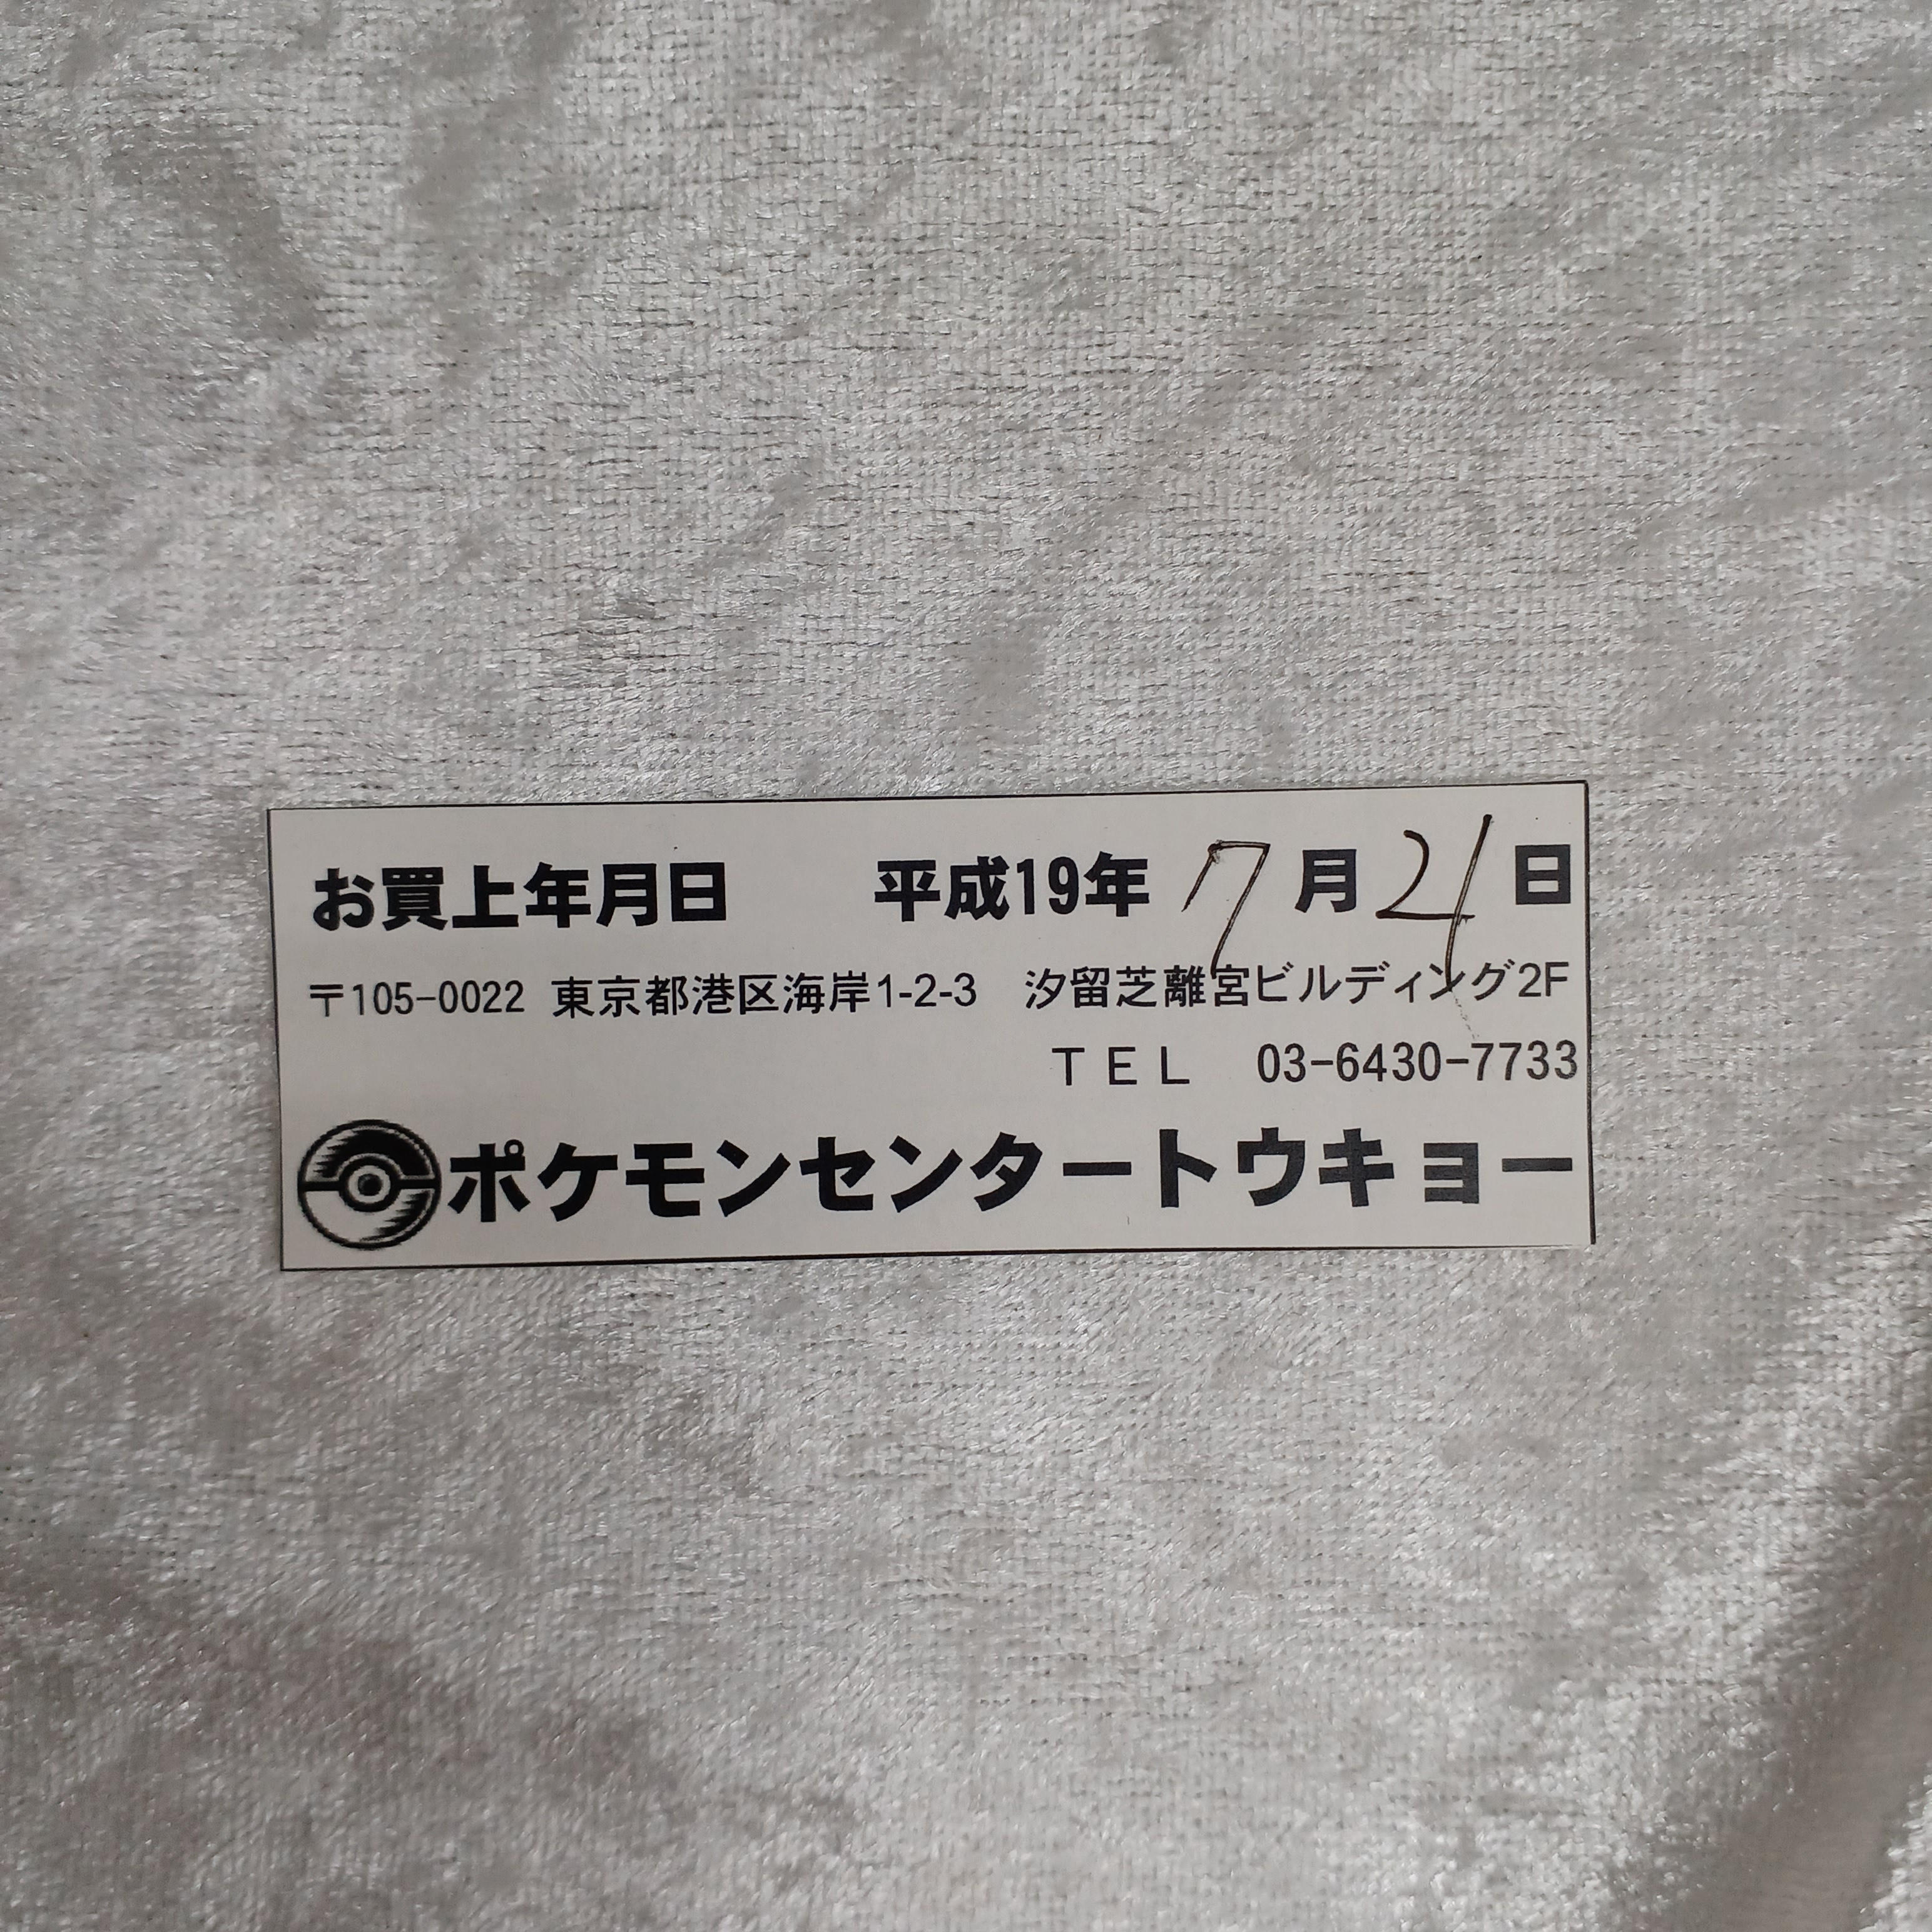 お買上年月日 平成19年 7月21日
〒105-0022 東京都港区海岸1-2-3 汐留芝離宮ビルディング2F
TEL 03-6430-7733
ポケモンセンタートウキョー